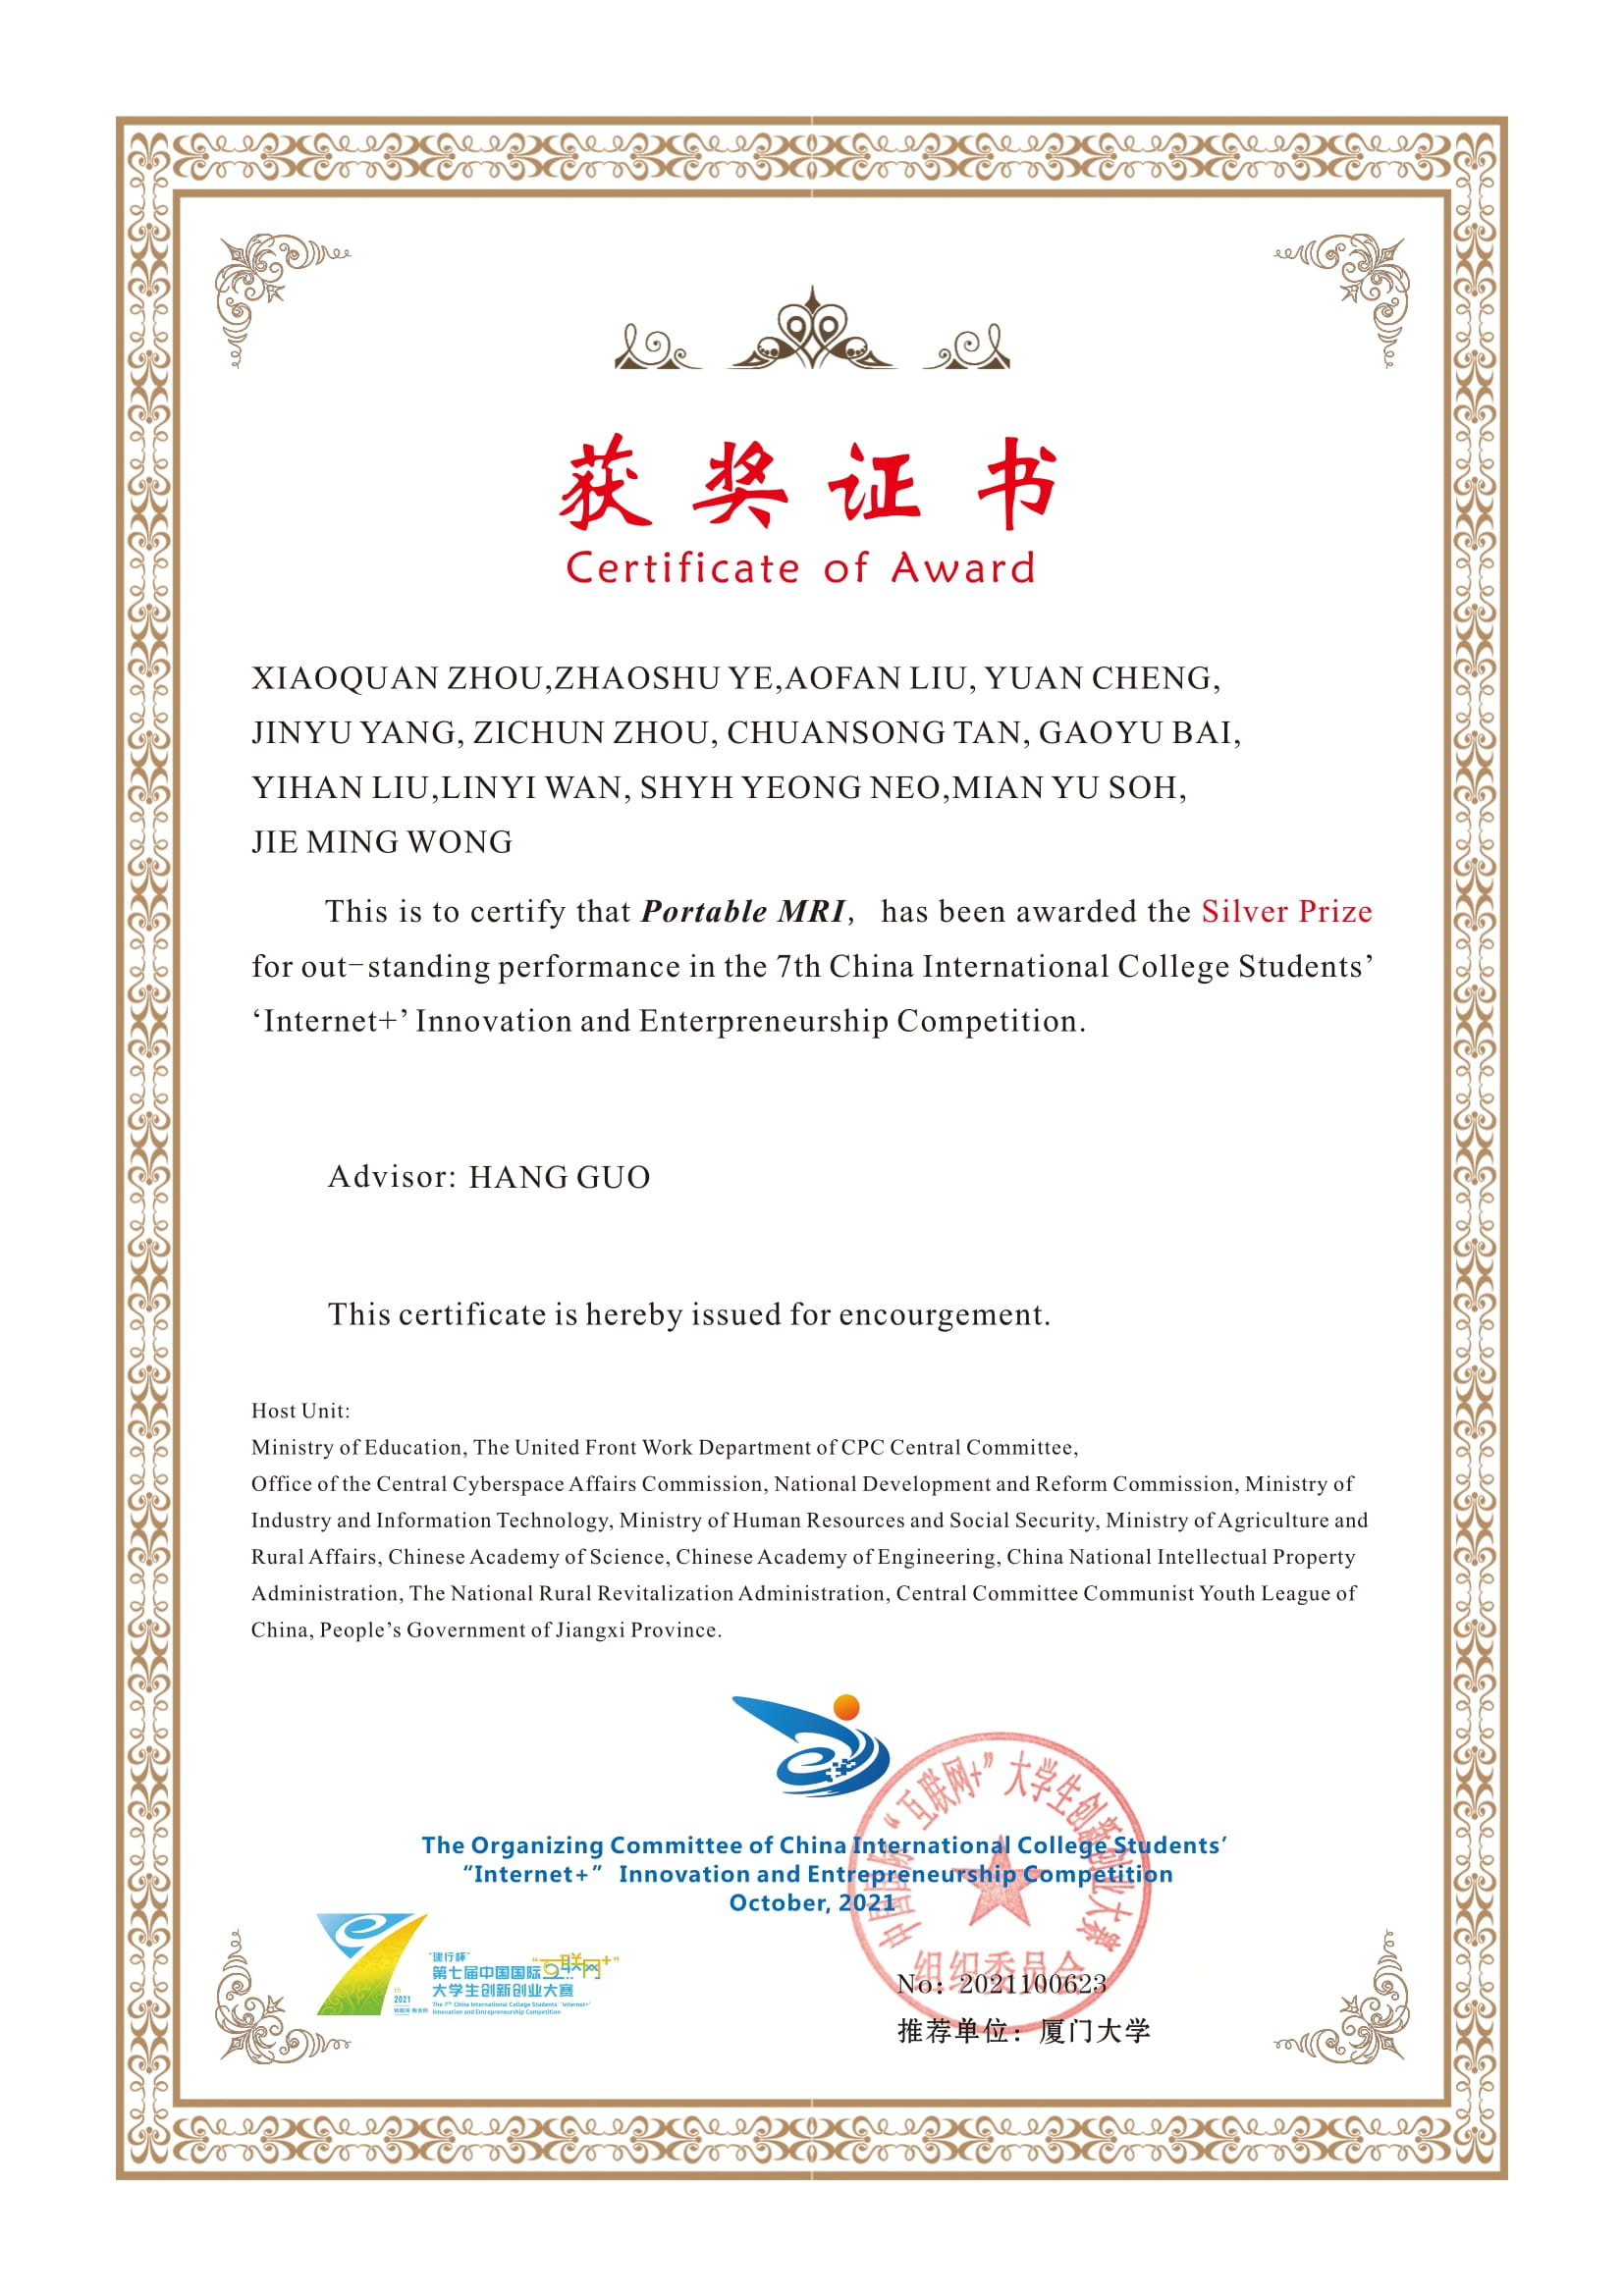 获奖证书
Certificate of Award
XIAOQUAN ZHOU,ZHAOSHU YE,AOFAN LIU, YUAN CHENG,
JINYU YANG, ZICHUN ZHOU, CHUANSONG TAN, GAOYU BAI,
YIHAN LIU,LINYI WAN, SHYH YEONG NEO,MIAN YU SOH,
JIE MING WONG
This is to certify that Portable MRI, has been awarded the Silver Prize
for out-standing performance in the 7th China International College Students’
‘Internet+’ Innovation and Enterpreneurship Competition.
Advisor: HANG GUO
This certificate is hereby issued for encourgement.
Host Unit:
Ministry of Education, The United Front Work Department of CPC Central Committee,
Office of the Central Cyberspace Affairs Commission, National Development and Reform Commission, Ministry of
Industry and Information Technology, Ministry of Human Resources and Social Security, Ministry of Agriculture and
Rural Affairs, Chinese Academy of Science, Chinese Academy of Engineering, China National Intellectual Property
Administration, The National Rural Revitalization Administration, Central Committee Communist Youth League of
China, People’s Government of Jiangxi Province.
The Organizing Committee of China International College Students’
“Internet+” Innovation and Entrepreneurship Competition
October, 2021
中国国际“互联网+”大学生创新创业大赛
组织委员会
“建行杯”
第七届中国国际“互联网+”
大学生创新创业大赛
The 7th China International College Students’ “Internet+”
Innovation and Entrepreneurship Competition
th
2021
No: 2021100623
推荐单位：厦门大学